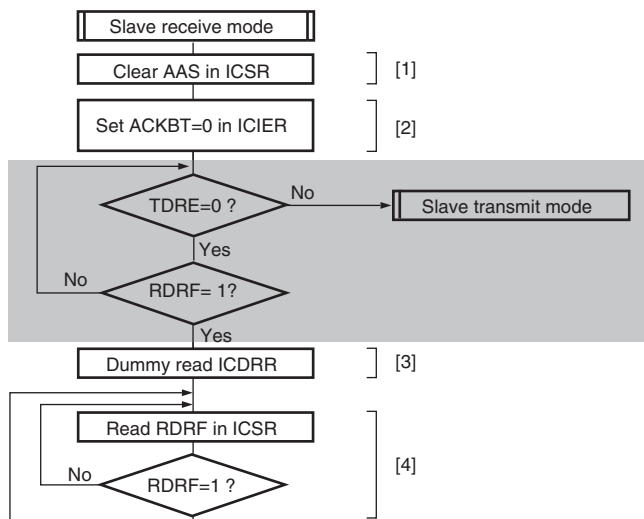 Slave receive mode
Clear AAS in ICSR
[1]
Set ACKBT=0 in ICIER
[2]
TDRE=0 ?
No
Slave transmit mode
Yes
No
RDRF= 1?
Yes
Dummy read ICDRR
[3]
Read RDRF in ICSR
[4]
No
RDRF=1 ?